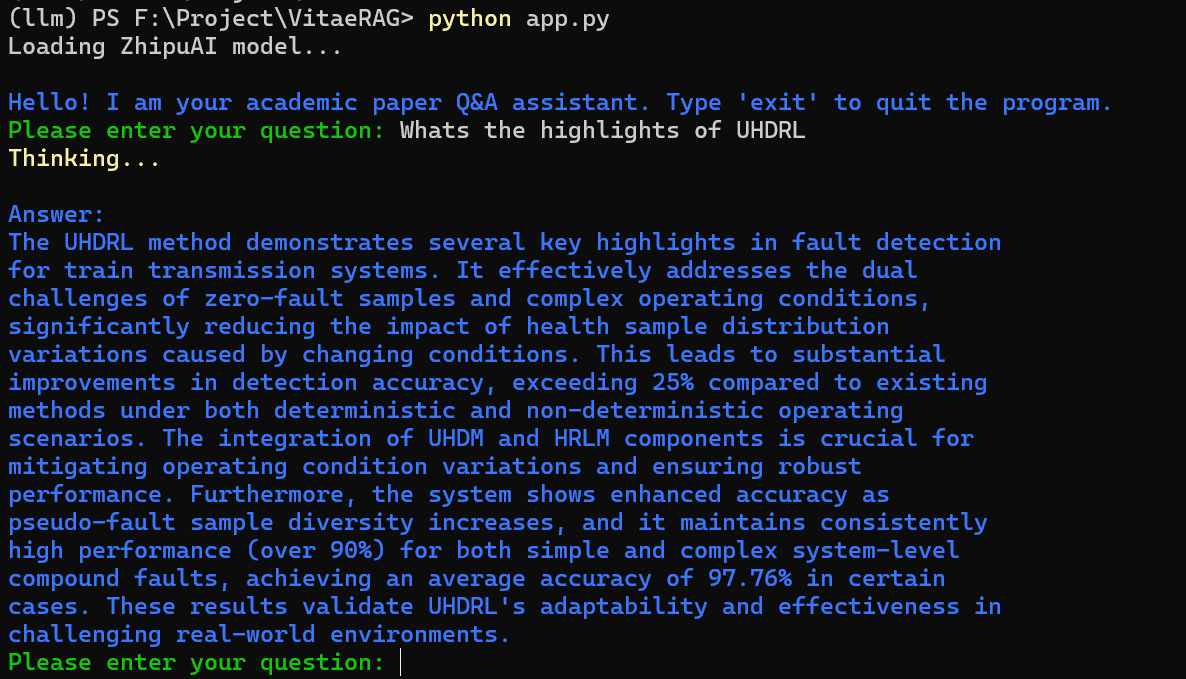 (llm) PS F:\Project\VitaeRAG> python app.py
Loading ZhipuAI model...
Hello! I am your academic paper Q&A assistant. Type 'exit' to quit the program.
Please enter your question: Whats the highlights of UHDRL
Thinking...
Answer:
The UHDRL method demonstrates several key highlights in fault detection
for train transmission systems. It effectively addresses the dual
challenges of zero-fault samples and complex operating conditions,
significantly reducing the impact of health sample distribution
variations caused by changing conditions. This leads to substantial
improvements in detection accuracy, exceeding 25% compared to existing
methods under both deterministic and non-deterministic operating
scenarios. The integration of UHDM and HRLM components is crucial for
mitigating operating condition variations and ensuring robust
performance. Furthermore, the system shows enhanced accuracy as
pseudo-fault sample diversity increases, and it maintains consistently
high performance (over 90%) for both simple and complex system-level
compound faults, achieving an average accuracy of 97.76% in certain
cases. These results validate UHDRL's adaptability and effectiveness in
challenging real-world environments.
Please enter your question: